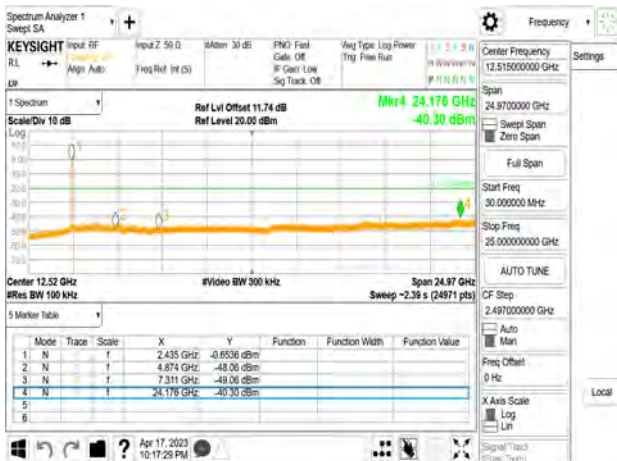 Spectrum Analyzer 1
Swept SA
Frequency
KEYSIGHT
Input: RF
Input Z: 50 Ω
#Atten: 30 dB
PNO: Fast
Avg Type: Log Power
RL
Align: Auto
Freq Ref: Int (S)
Gate: Off
Trig: Free Run
IF Gain: Low
Sig Track: Off
1 Spectrum
Scale/Div 10 dB
Ref Lvl Offset 11.74 dB
Ref Level 20.00 dBm
Mkr4 24.176 GHz
-40.30 dBm
Log
Center 12.52 GHz
#Res BW 100 kHz
#Video BW 300 kHz
Span 24.97 GHz
Sweep ~2.39 s (24971 pts)
5 Marker Table
Mode Trace Scale X Y Function Function Width Function Value
1 N f 2.435 GHz -0.6536 dBm
2 N f 4.874 GHz -48.06 dBm
3 N f 7.311 GHz -49.06 dBm
4 N f 24.176 GHz -40.30 dBm
5
6
Apr 17, 2023
10:17:29 PM
Center Frequency
12.515000000 GHz
Settings
Span
24.9700000 GHz
Swept Span
Zero Span
Full Span
Start Freq
30.000000 MHz
Stop Freq
25.000000000 GHz
AUTO TUNE
CF Step
2.497000000 GHz
Auto
Man
Freq Offset
0 Hz
X Axis Scale
Log
Lin
Local
Signal Track